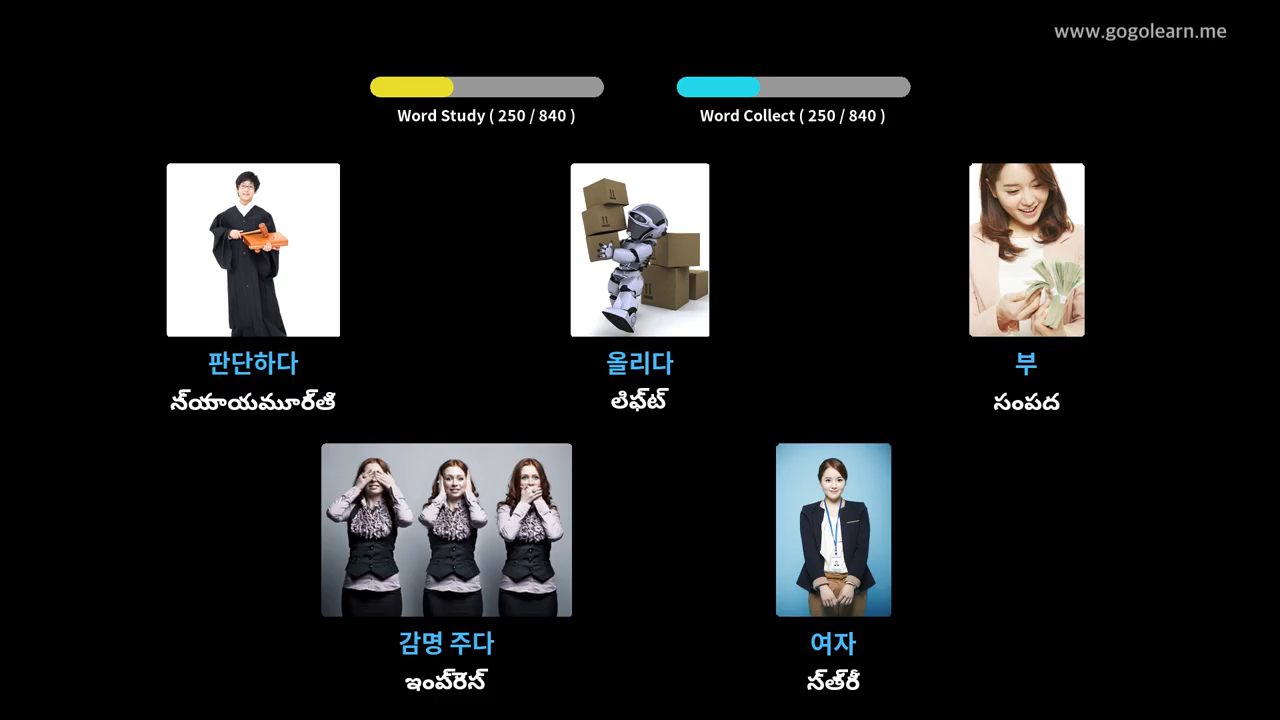 www.gogolearn.me
Word Study ( 250 / 840 )
Word Collect ( 250 / 840 )
판단하다
న్యాయమూర్తి
올리다
లిఫ్ట్
부
సంపద
감명 주다
ఇంప్రెస్
여자
స్త్రీ